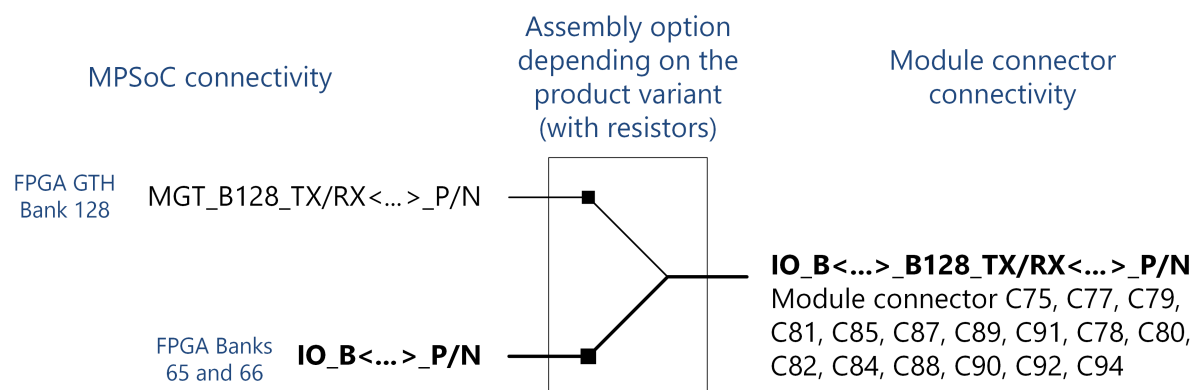 MPSoC connectivity
Assembly option
depending on the
product variant
(with resistors)
Module connector
connectivity
FPGA GTH
Bank 128
MGT_B128_TX/RX<...>_P/N
IO_B<...>_B128_TX/RX<...>_P/N
Module connector C75, C77, C79,
C81, C85, C87, C89, C91, C78, C80,
C82, C84, C88, C90, C92, C94
FPGA Banks
65 and 66
IO_B<...>_P/N